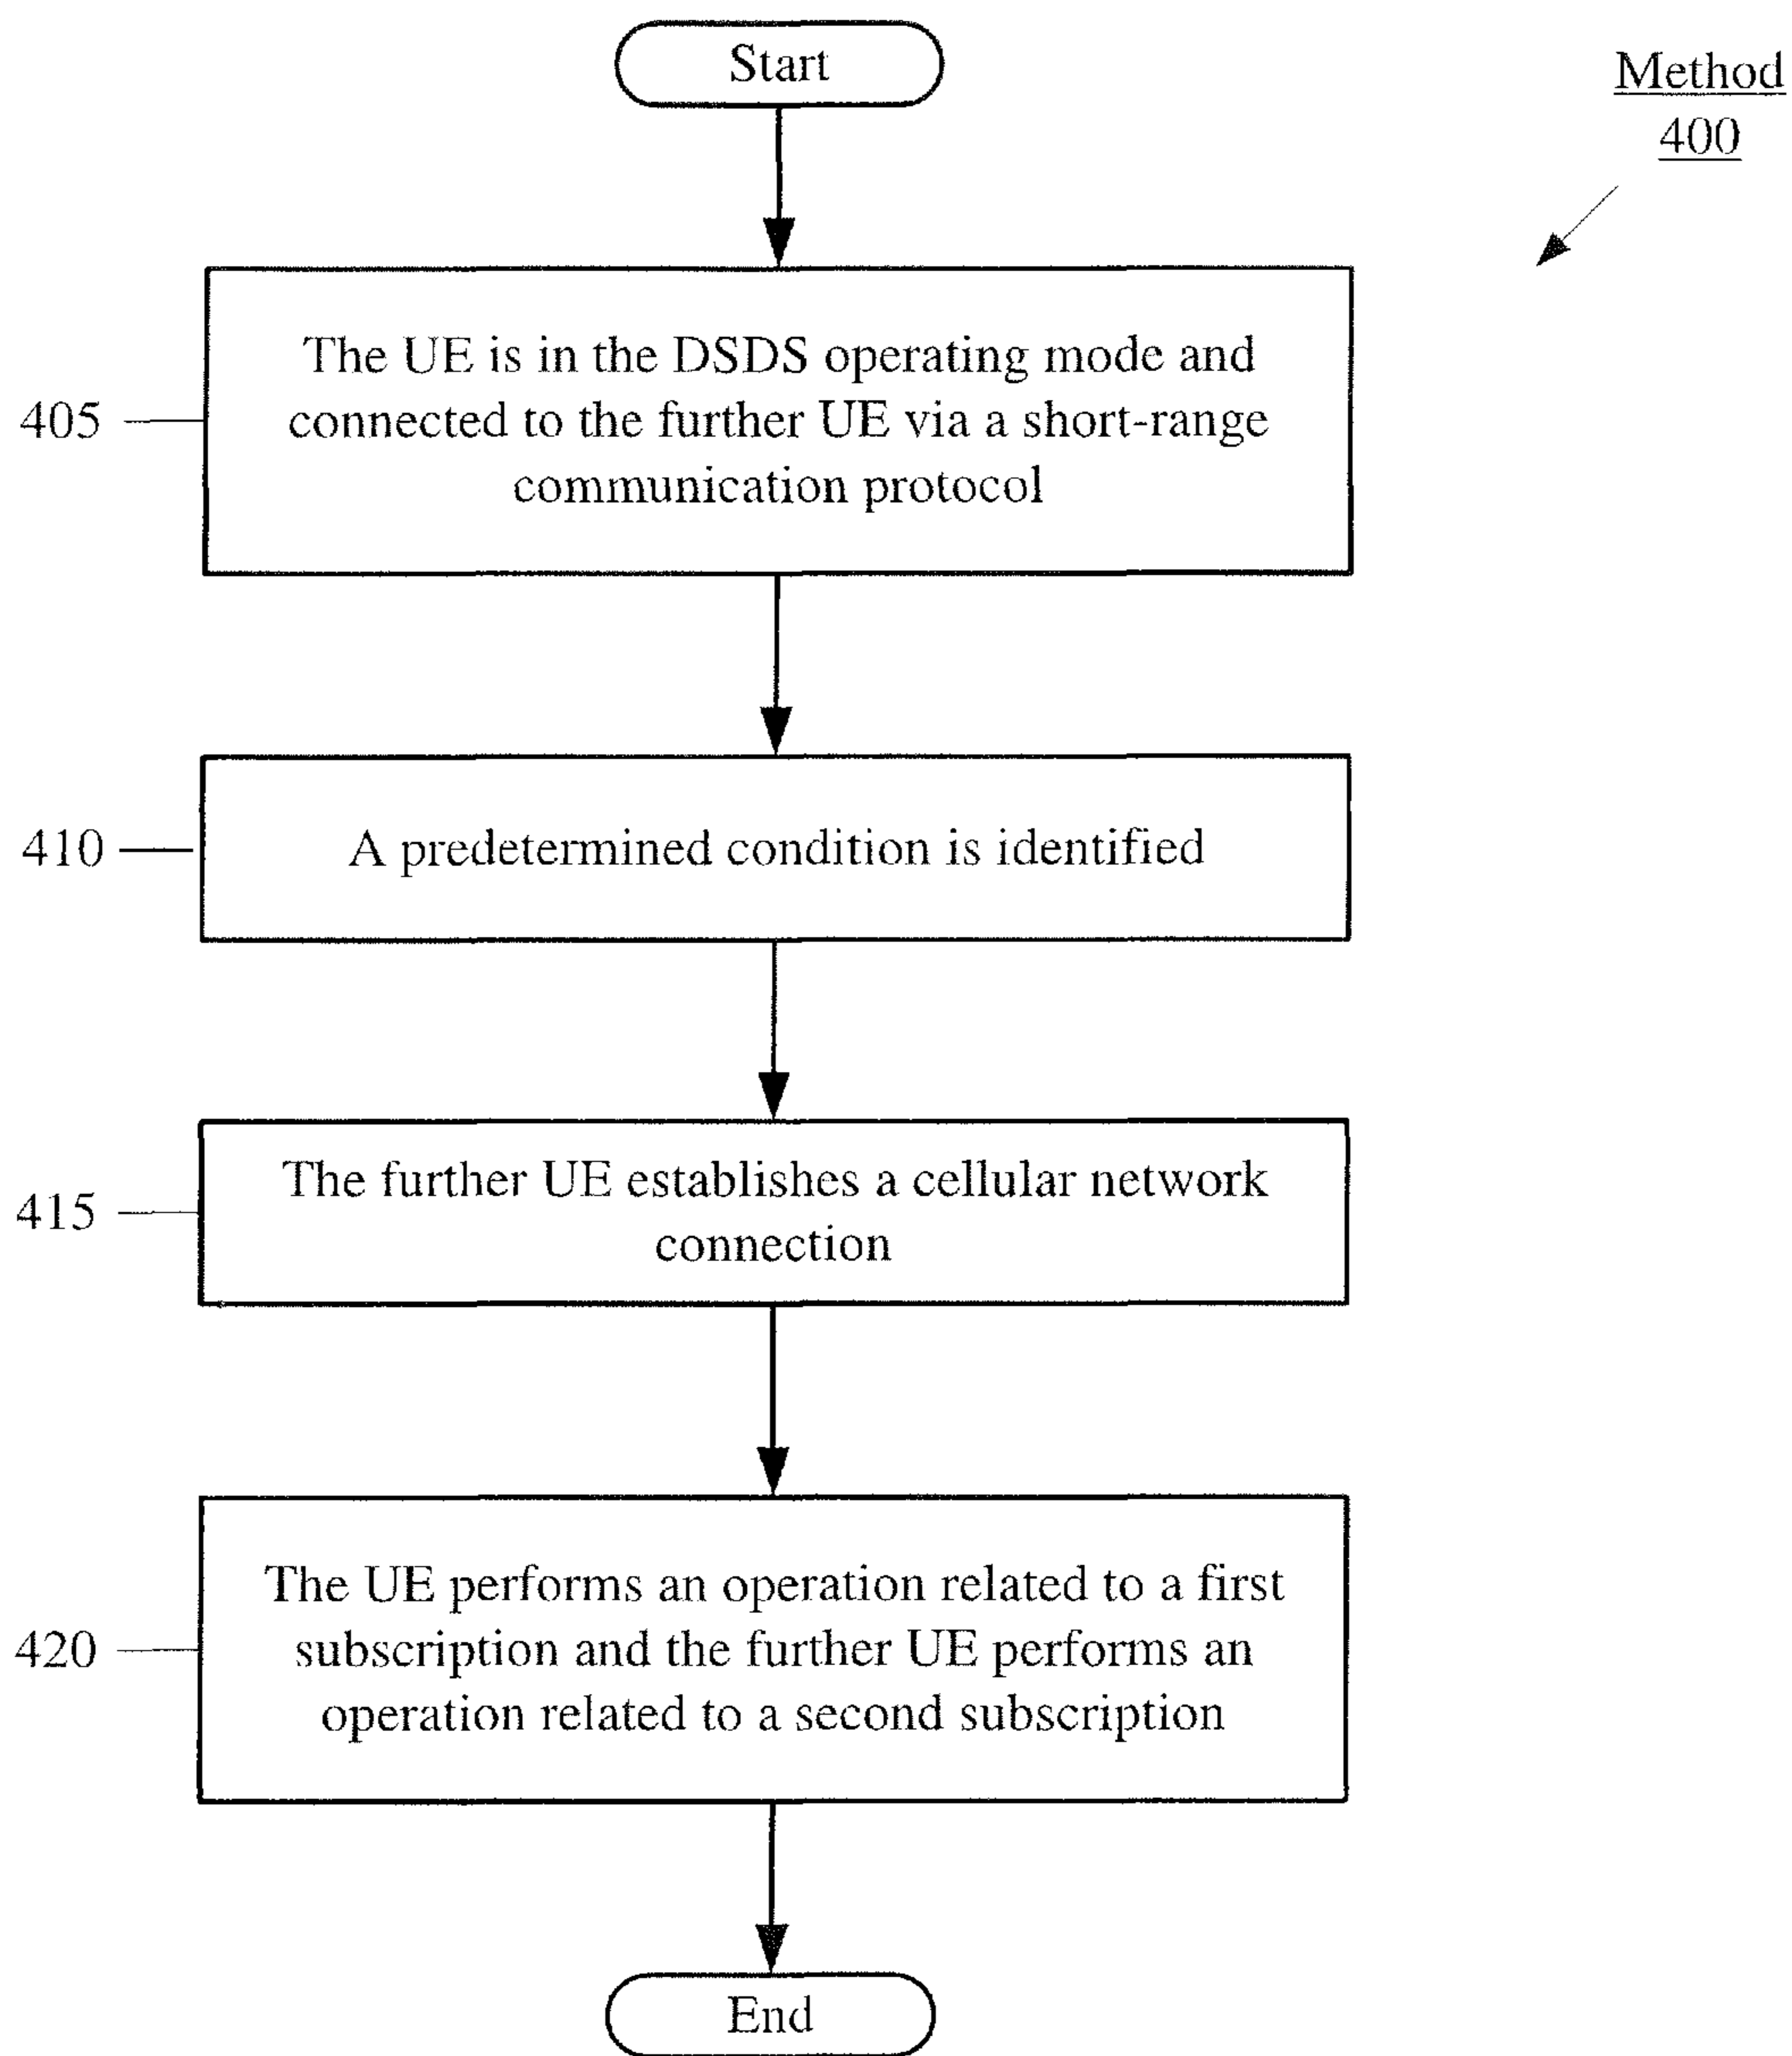 Start
Method
400
405
The UE is in the DSDS operating mode and
connected to the further UE via a short-range
communication protocol
410
A predetermined condition is identified
415
The further UE establishes a cellular network
connection
420
The UE performs an operation related to a first
subscription and the further UE performs an
operation related to a second subscription
End